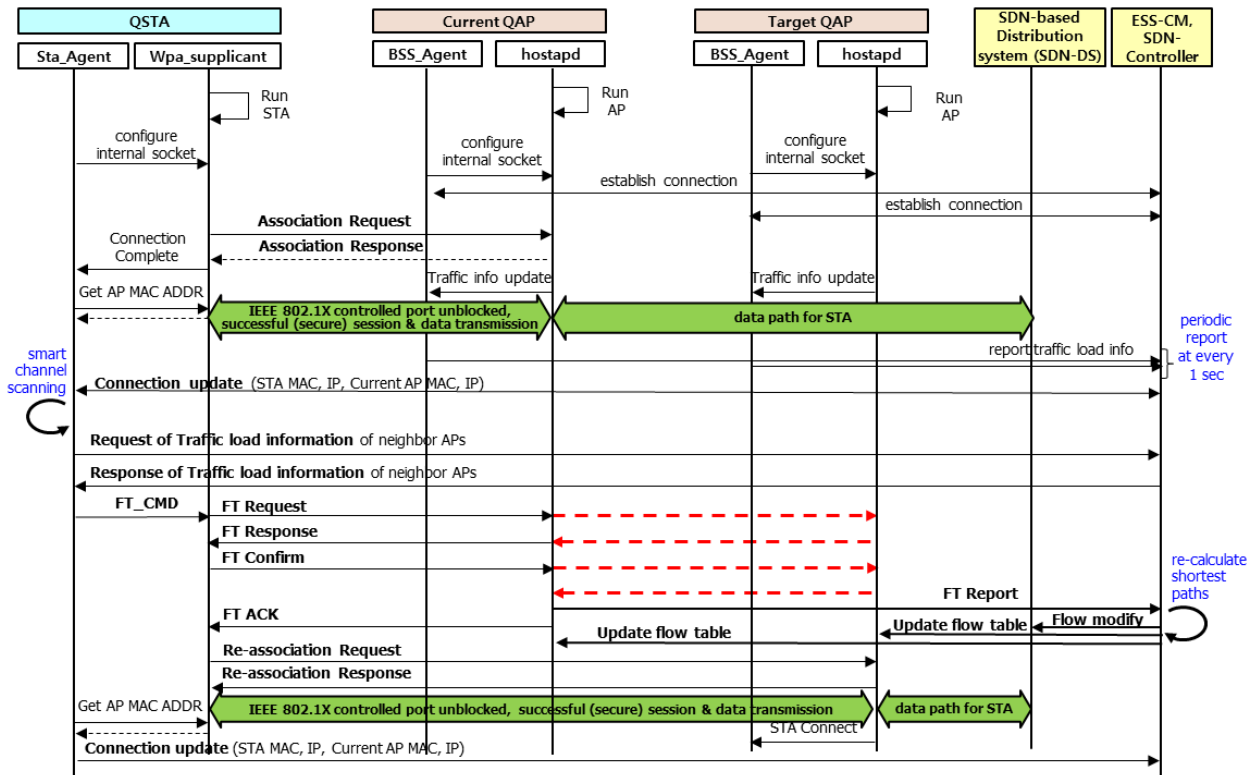 QSTA
Current QAP
Target QAP
SDN-based
Distribution
system (SDN-DS)
ESS-CM,
SDN-
Controller
Sta_Agent
Wpa_supplicant
BSS_Agent
hostapd
BSS_Agent
hostapd
Run
STA
Run
AP
Run
AP
configure
internal socket
configure
internal socket
configure
internal socket
establish connection
establish connection
Association Request
Association Response
Connection
Complete
Traffic info update
Traffic info update
Get AP MAC ADDR
IEEE 802.1X controlled port unblocked,
successful (secure) session & data transmission
data path for STA
periodic
report
at every
1 sec
report traffic load info
smart
channel
scanning
Connection update (STA MAC, IP, Current AP MAC, IP)
Request of Traffic load information of neighbor APs
Response of Traffic load information of neighbor APs
FT_CMD
FT Request
FT Response
FT Confirm
re-calculate
shortest
paths
FT Report
FT ACK
Update flow table
Update flow table
Flow modify
Re-association Request
Re-association Response
Get AP MAC ADDR
IEEE 802.1X controlled port unblocked, successful (secure) session & data transmission
data path for STA
STA Connect
Connection update (STA MAC, IP, Current AP MAC, IP)